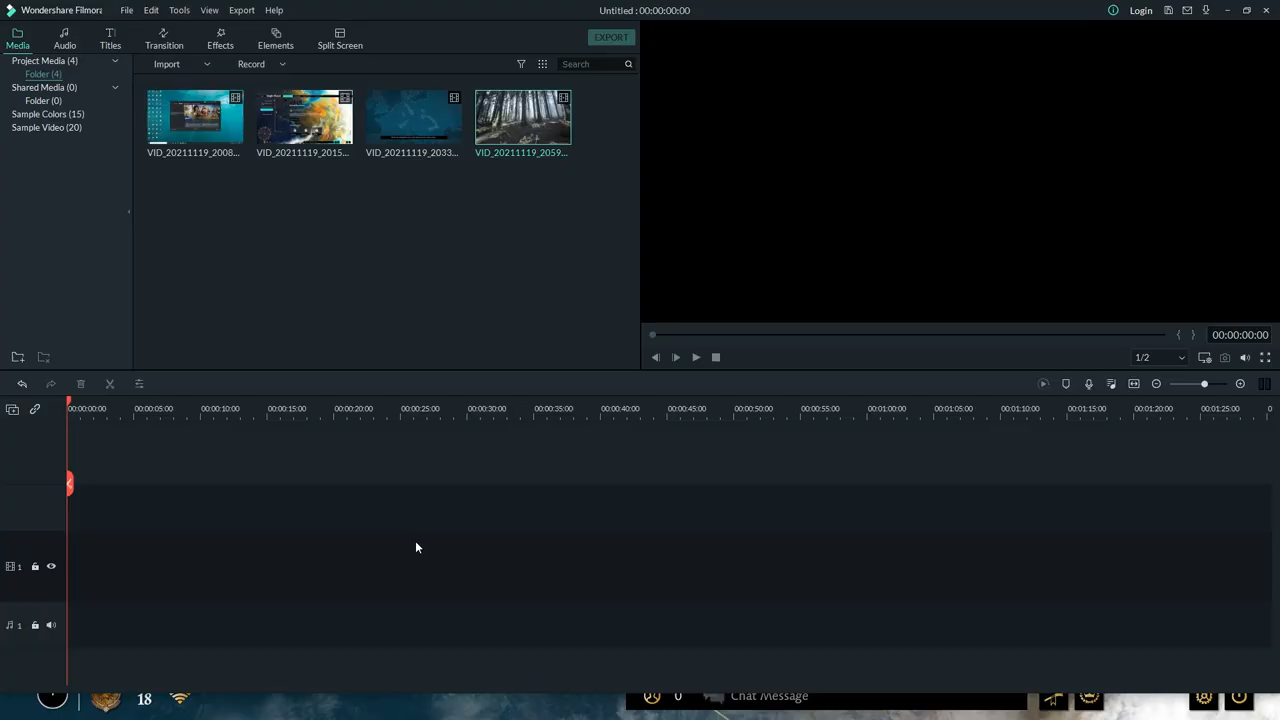 Wondershare Filmora File Edit Tools View Export Help Untitled : 00:00:00:00 Login
Media Audio Titles Transition Effects Elements Split Screen EXPORT
Project Media (4) Import Record Search
Folder (4)
Shared Media (0)
Folder (0)
Sample Colors (15)
Sample Video (20)
VID_20211119_2008... VID_20211119_2015... VID_20211119_2033... VID_20211119_2059...
00:00:00:00
1/2
00:00:00:00 00:00:05:00 00:00:10:00 00:00:15:00 00:00:20:00 00:00:25:00 00:00:30:00 00:00:35:00 00:00:40:00 00:00:45:00 00:00:50:00 00:00:55:00 00:01:00:00 00:01:05:00 00:01:10:00 00:01:15:00 00:01:20:00 00:01:25:00 0
1
1
18 0 Chat Message